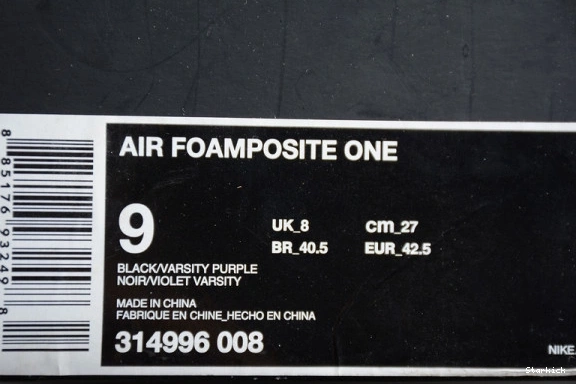 AIR FOAMPOSITE ONE
9
UK_8 cm_27
BR_40.5 EUR_42.5
BLACK/VARSITY PURPLE
NOIR/VIOLET VARSITY
MADE IN CHINA
FABRIQUE EN CHINE_HECHO EN CHINA
314996 008
NIKE.
8 85176 93249 8
Starkich